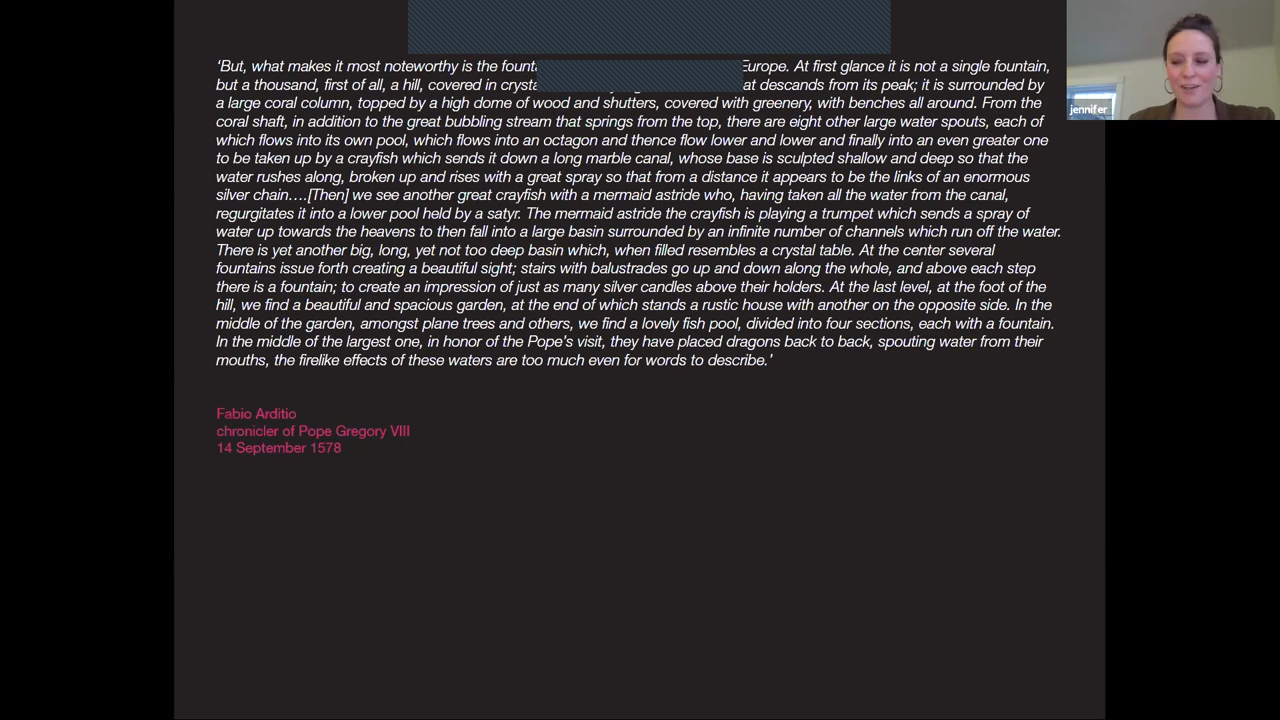 ‘But, what makes it most noteworthy is the Europe. At first glance it is not a single fountain,
but a thousand, first of all, a hill, covered in descands from its peak; it is surrounded by
a large coral column, topped by a high dome of wood and shutters, covered with greenery, with benches all around. From the
coral shaft, in addition to the great bubbling stream that springs from the top, there are eight other large water spouts, each of
which flows into its own pool, which flows into an octagon and thence flow lower and lower and finally into an even greater one
to be taken up by a crayfish which sends it down a long marble canal, whose base is sculpted shallow and deep so that the
water rushes along, broken up and rises with a great spray so that from a distance it appears to be the links of an enormous
silver chain….[Then] we see another great crayfish with a mermaid astride who, having taken all the water from the canal,
regurgitates it into a lower pool held by a satyr. The mermaid astride the crayfish is playing a trumpet which sends a spray of
water up towards the heavens to then fall into a large basin surrounded by an infinite number of channels which run off the water.
There is yet another big, long, yet not too deep basin which, when filled resembles a crystal table. At the center several
fountains issue forth creating a beautiful sight; stairs with balustrades go up and down along the whole, and above each step
there is a fountain; to create an impression of just as many silver candles above their holders. At the last level, at the foot of the
hill, we find a beautiful and spacious garden, at the end of which stands a rustic house with another on the opposite side. In the
middle of the garden, amongst plane trees and others, we find a lovely fish pool, divided into four sections, each with a fountain.
In the middle of the largest one, in honor of the Pope’s visit, they have placed dragons back to back, spouting water from their
mouths, the firelike effects of these waters are too much even for words to describe.’
Fabio Arditio
chronicler of Pope Gregory VIII
14 September 1578
jennifer